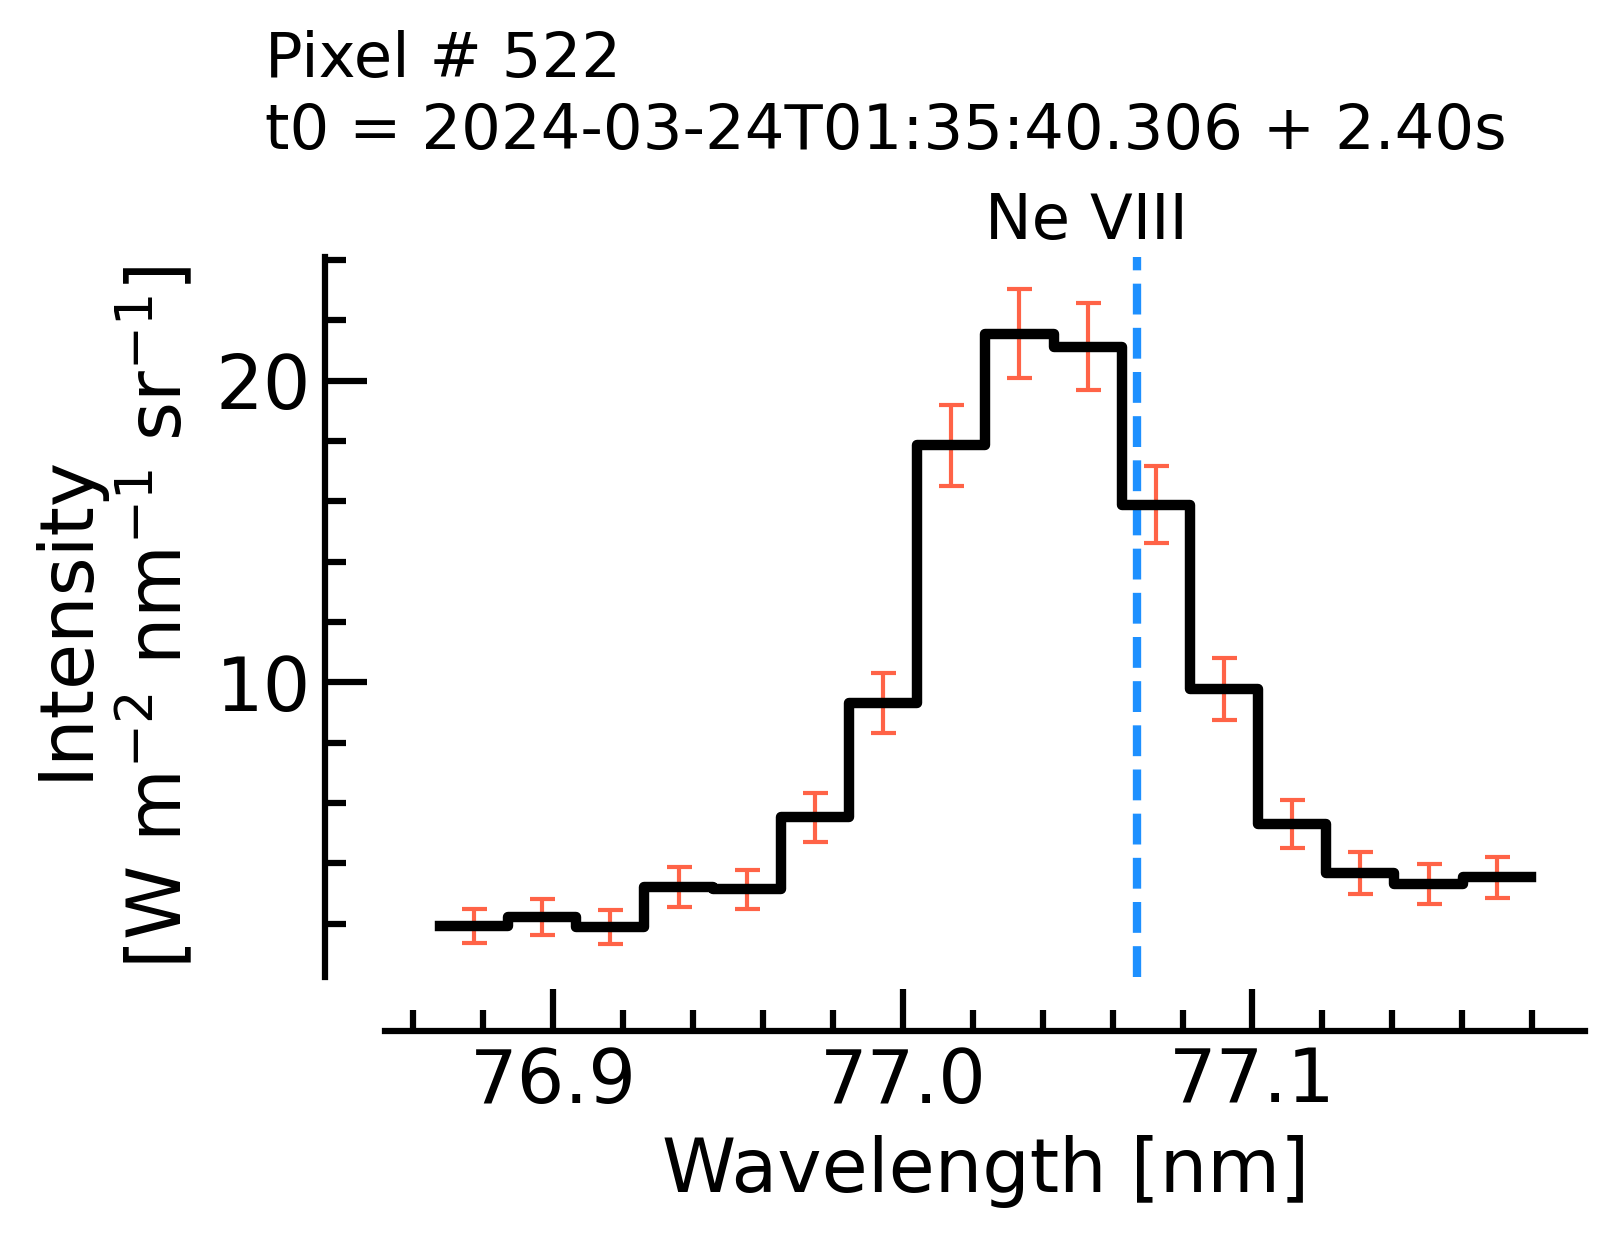 Pixel # 522
t0 = 2024-03-24T01:35:40.306 + 2.40s
Ne VIII
Intensity
[W m⁻² nm⁻¹ sr⁻¹]
20
10
76.9 77.0 77.1
Wavelength [nm]